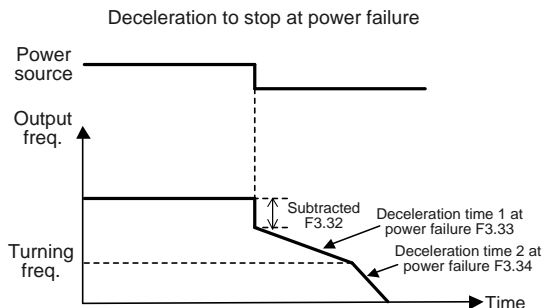 Deceleration to stop at power failure
Power
source
Output
freq.
Subtracted
F3.32
Deceleration time 1 at
power failure F3.33
Turning
freq.
Deceleration time 2 at
power failure F3.34
Time